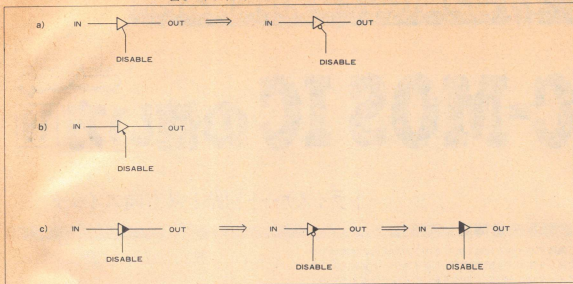 a) IN OUT ⇒ IN OUT
DISABLE DISABLE
b) IN OUT
DISABLE
c) IN OUT ⇒ IN OUT ⇒ IN OUT
DISABLE DISABLE DISABLE